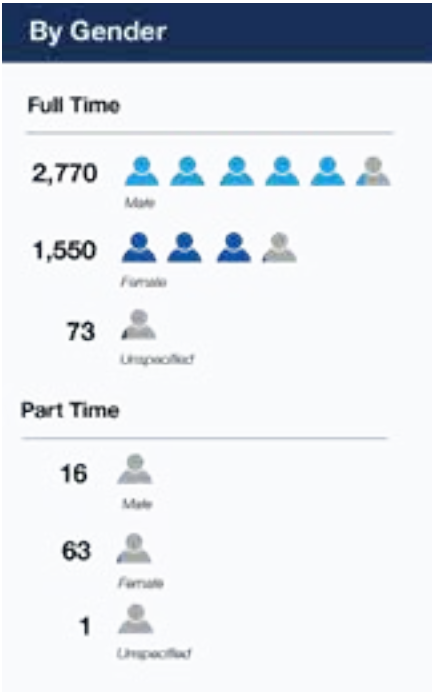 By Gender
Full Time
2,770
Male
1,550
Female
73
Unspecified
Part Time
16
Male
63
Female
1
Unspecified